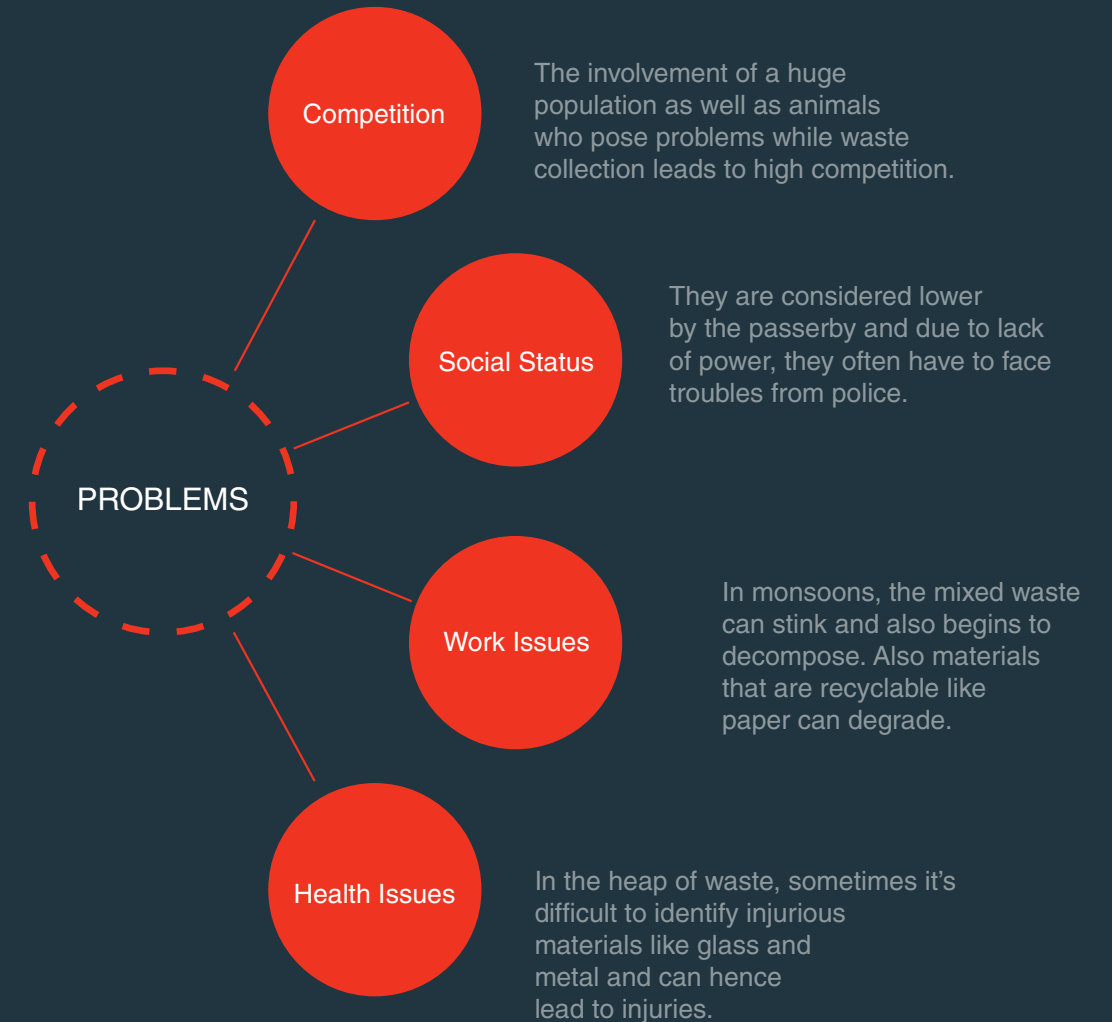 Competition
The involvement of a huge
population as well as animals
who pose problems while waste
collection leads to high competition.
Social Status
They are considered lower
by the passerby and due to lack
of power, they often have to face
troubles from police.
PROBLEMS
Work Issues
In monsoons, the mixed waste
can stink and also begins to
decompose. Also materials
that are recyclable like
paper can degrade.
Health Issues
In the heap of waste, sometimes it’s
difficult to identify injurious
materials like glass and
metal and can hence
lead to injuries.